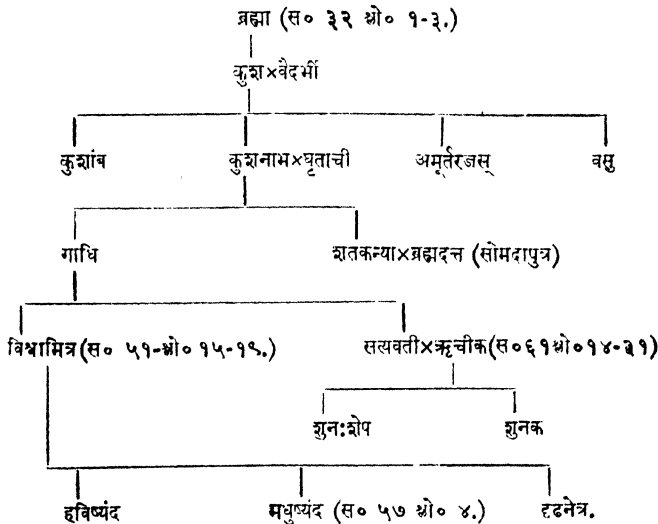 ब्रह्मा (स० ३२ श्लो० १-३.)
कुश×वैदर्भी
कुशांब कुशनाभ×घृताची अमूर्तरजस् वसु
गाधि शतकन्या×ब्रह्मदत्त (सोमदापुत्र)
विश्वामित्र(स० ५१-श्लो० १५-१९.) सत्यवती×ऋचीक(स०६१श्लो०१४-२१)
शुनःशेप शुनक
हविष्यंद मधुष्यंद (स० ५७ श्लो० ४.) दृढनेत्र.